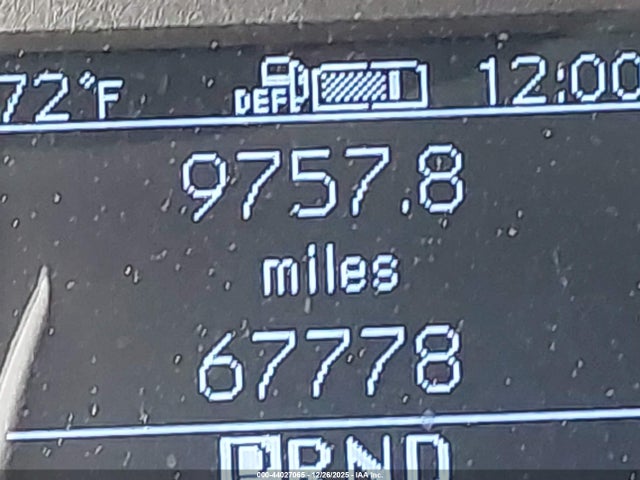 72°F DEF 12:00
9757.8
miles
67778
PRND
000-44027065 - 12/26/2025 - IAA Inc.